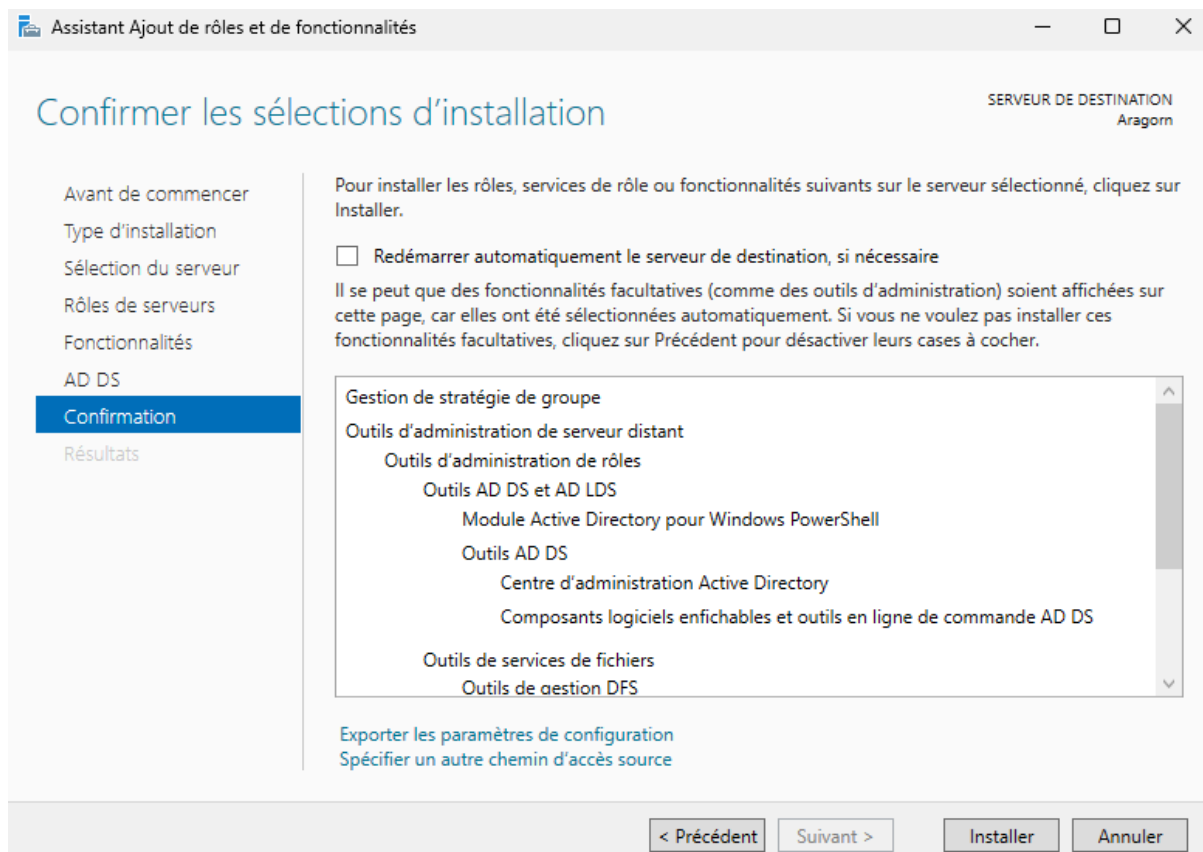 Assistant Ajout de rôles et de fonctionnalités
Confirmer les sélections d’installation
SERVEUR DE DESTINATION
Aragorn
Avant de commencer
Type d’installation
Sélection du serveur
Rôles de serveurs
Fonctionnalités
AD DS
Confirmation
Résultats
Pour installer les rôles, services de rôle ou fonctionnalités suivants sur le serveur sélectionné, cliquez sur
Installer.
Redémarrer automatiquement le serveur de destination, si nécessaire
Il se peut que des fonctionnalités facultatives (comme des outils d’administration) soient affichées sur
cette page, car elles ont été sélectionnées automatiquement. Si vous ne voulez pas installer ces
fonctionnalités facultatives, cliquez sur Précédent pour désactiver leurs cases à cocher.
Gestion de stratégie de groupe
Outils d’administration de serveur distant
Outils d’administration de rôles
Outils AD DS et AD LDS
Module Active Directory pour Windows PowerShell
Outils AD DS
Centre d’administration Active Directory
Composants logiciels enfichables et outils en ligne de commande AD DS
Outils de services de fichiers
Outils de gestion DFS
Exporter les paramètres de configuration
Spécifier un autre chemin d’accès source
< Précédent
Suivant >
Installer
Annuler